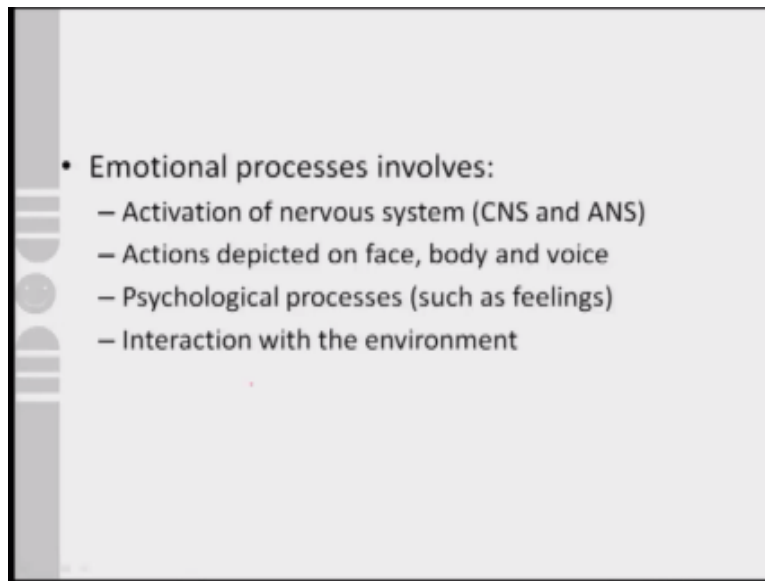 • Emotional processes involves:
– Activation of nervous system (CNS and ANS)
– Actions depicted on face, body and voice
– Psychological processes (such as feelings)
– Interaction with the environment